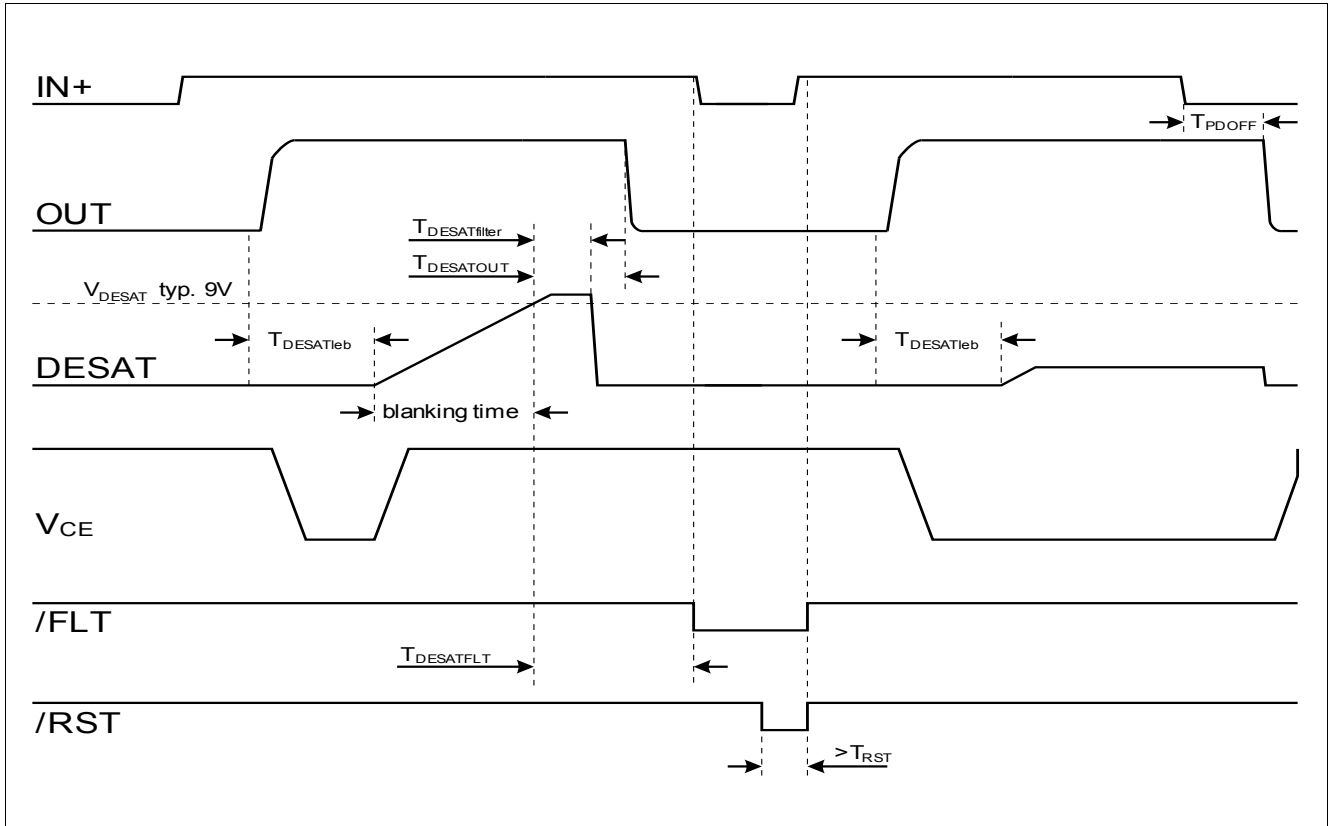 IN+
TPDOFF
OUT
TDESATfilter
TDESATOUT
VDESAT typ. 9V
TDESATleb
TDESATleb
DESAT
blanking time
VCE
/FLT
TDESATFLT
/RST
>TRST